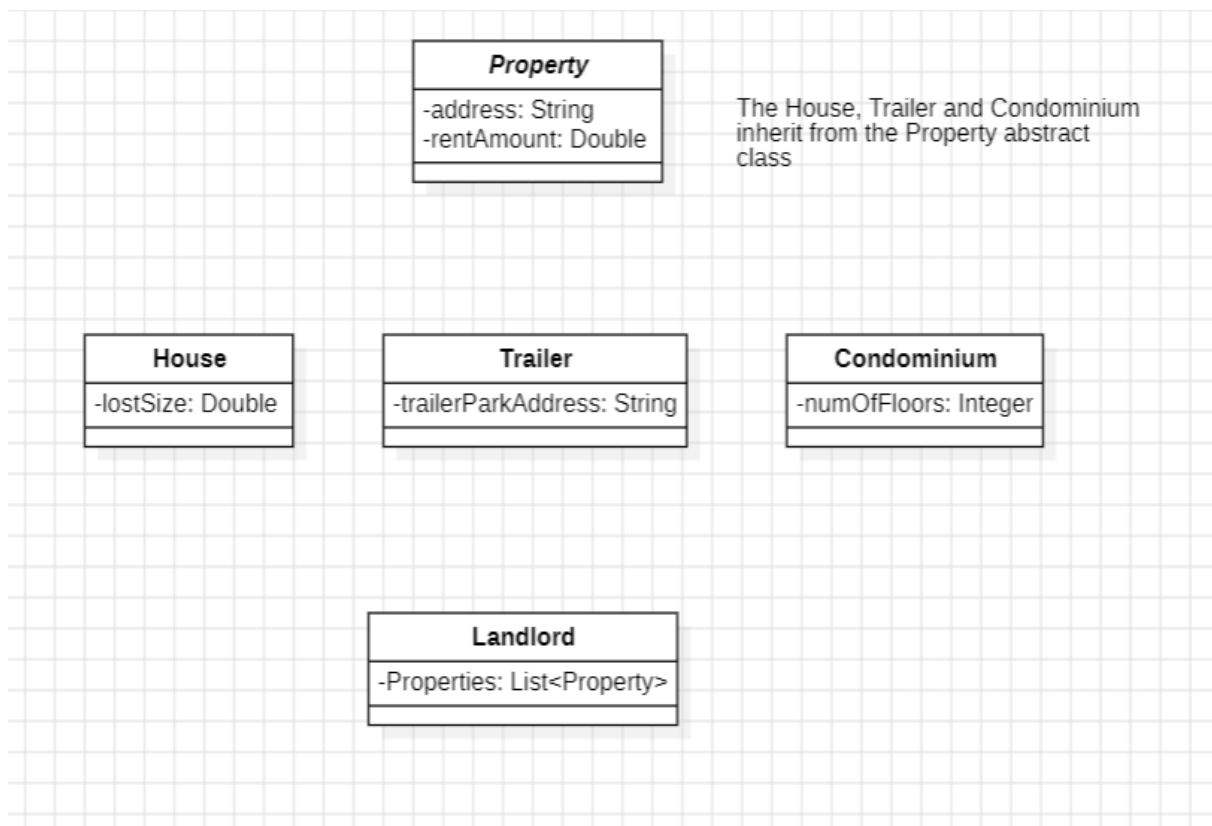 Property
-address: String
-rentAmount: Double
The House, Trailer and Condominium
inherit from the Property abstract
class
House
-lostSize: Double
Trailer
-trailerParkAddress: String
Condominium
-numOfFloors: Integer
Landlord
-Properties: List<Property>